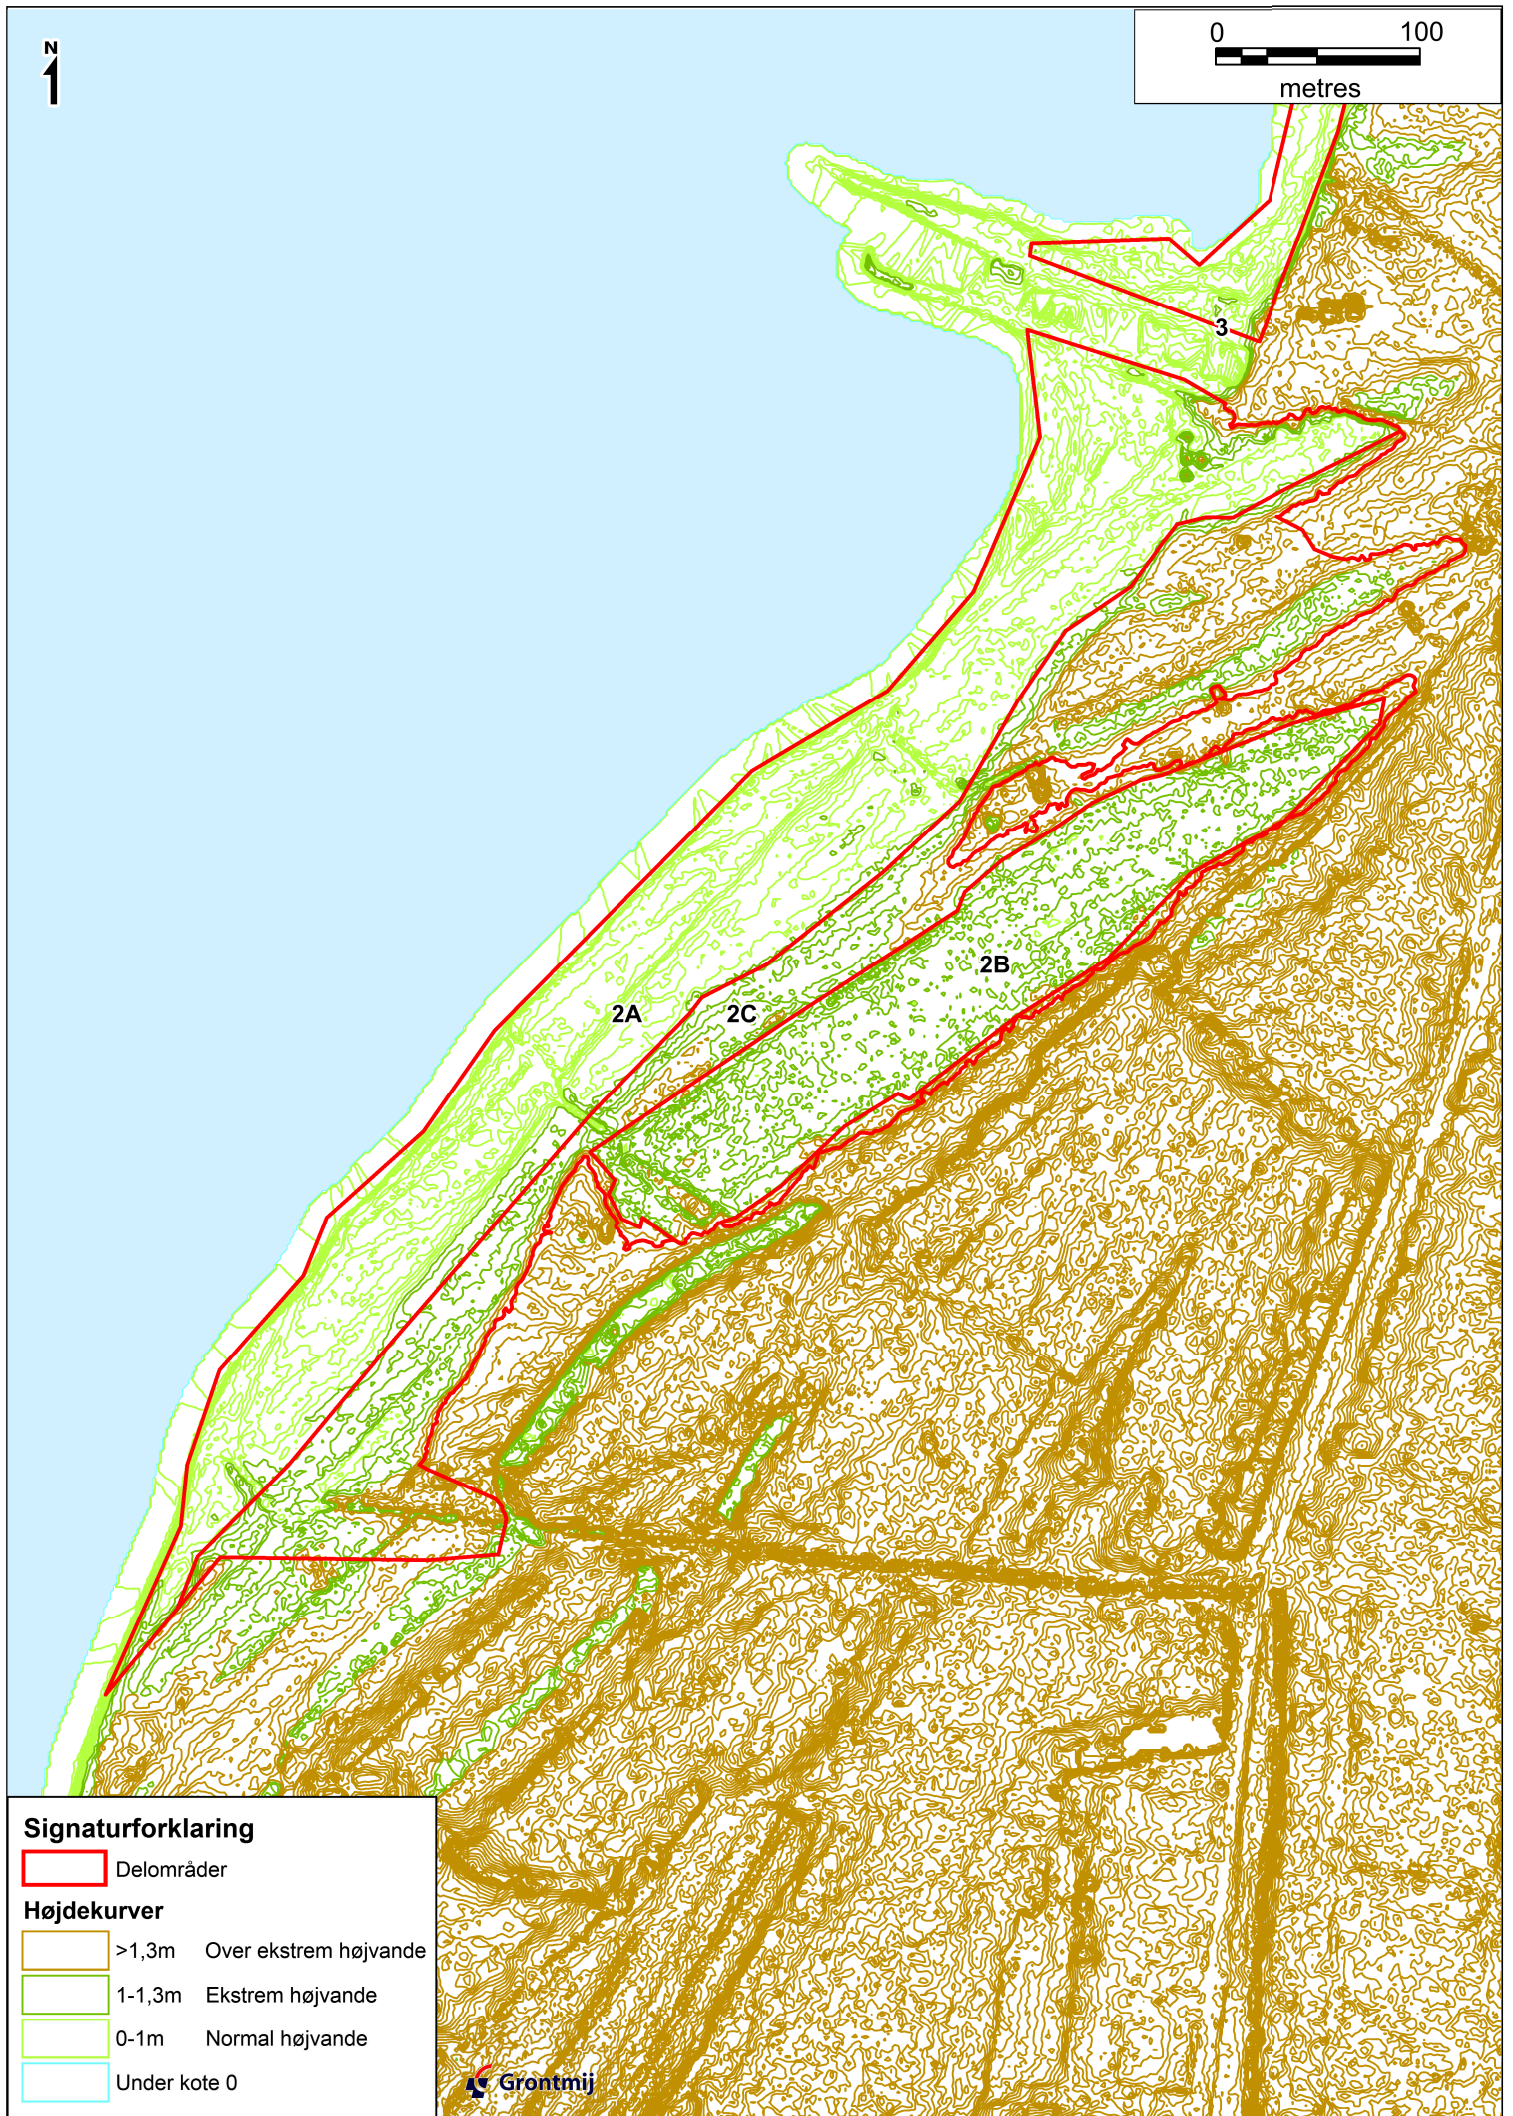 N
0 100
metres
3
2B
2A
2C
Signaturforklaring
Delområder
Højdekurver
>1,3m Over ekstrem højvande
1-1,3m Ekstrem højvande
0-1m Normal højvande
Under kote 0
Grontmij